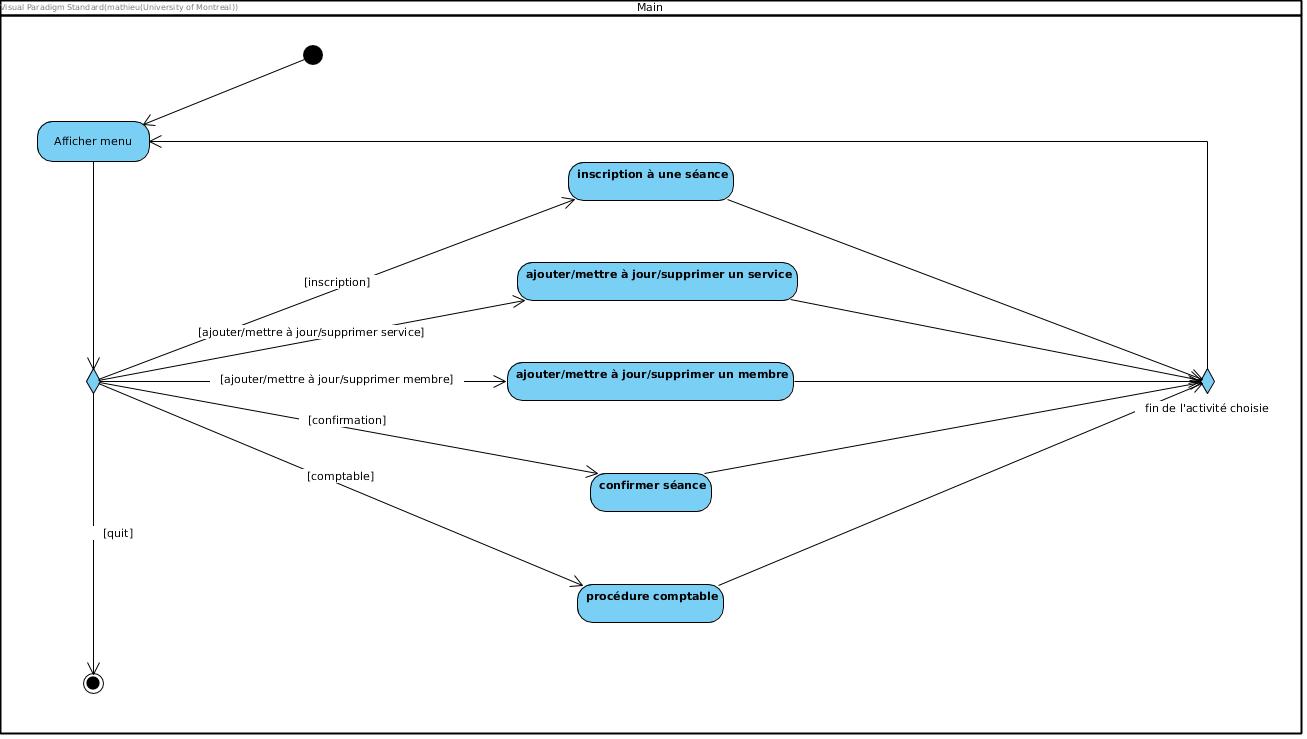 Visual Paradigm Standard(mathieu(University of Montreal))
Main
Afficher menu
inscription à une séance
[inscription]
ajouter/mettre à jour/supprimer un service
[ajouter/mettre à jour/supprimer service]
ajouter/mettre à jour/supprimer un membre
[ajouter/mettre à jour/supprimer membre]
fin de l'activité choisie
[confirmation]
[comptable]
confirmer séance
[quit]
procédure comptable